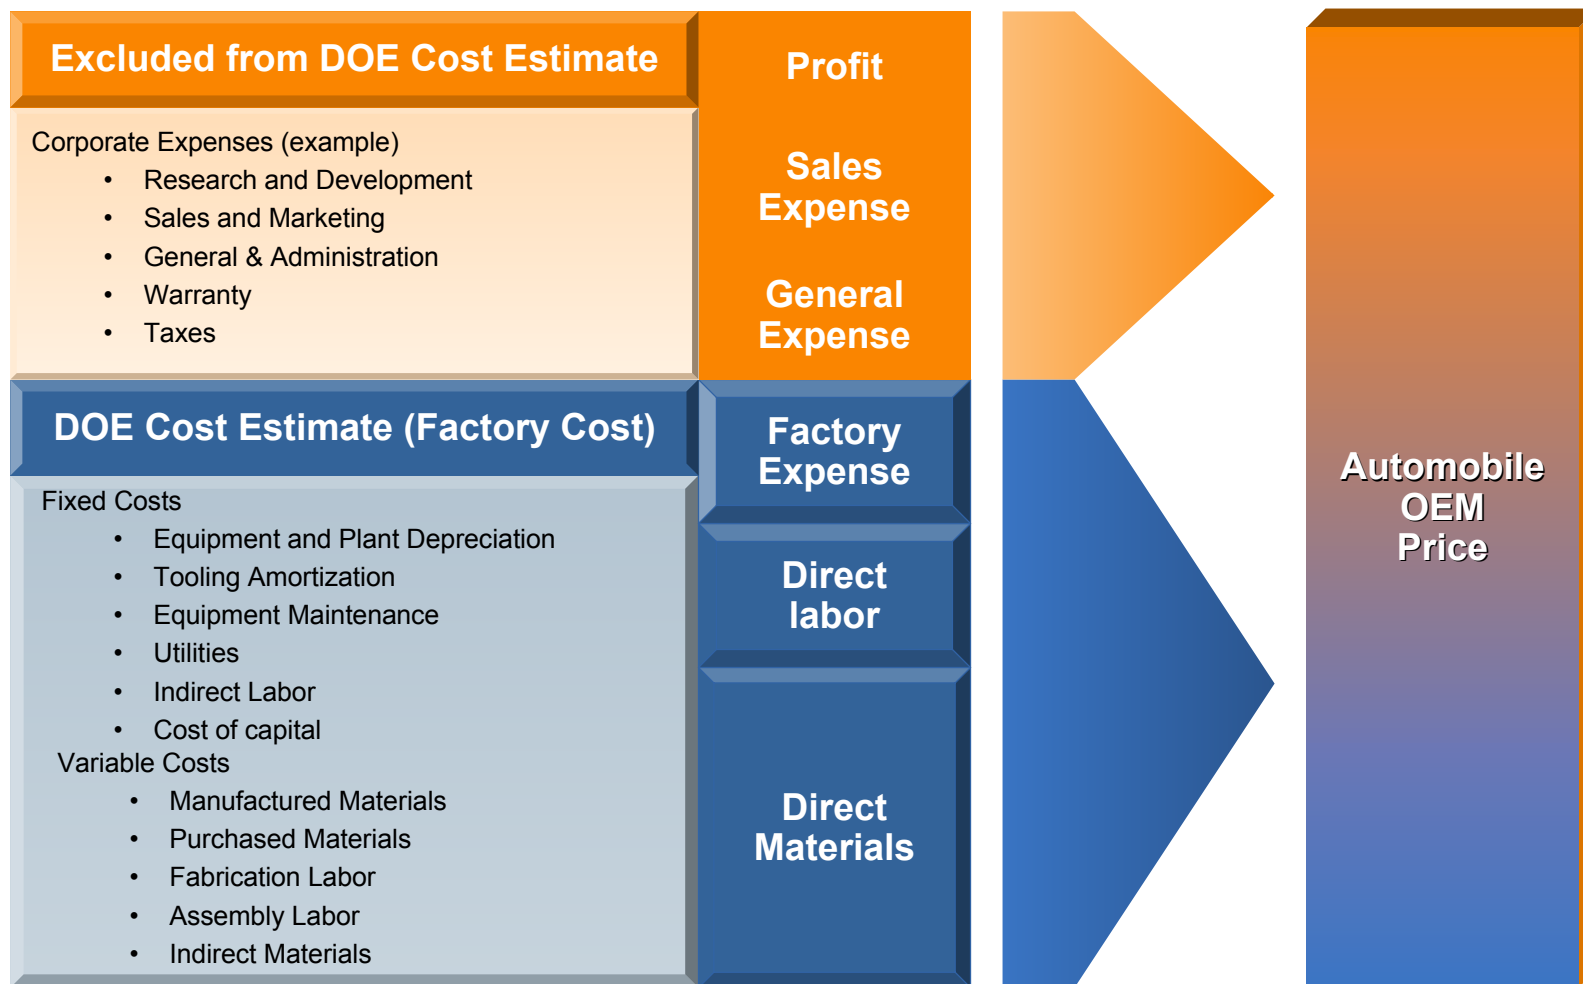 Excluded from DOE Cost Estimate
Corporate Expenses (example)
• Research and Development
• Sales and Marketing
• General & Administration
• Warranty
• Taxes
Profit
Sales
Expense
General
Expense
DOE Cost Estimate (Factory Cost)
Fixed Costs
• Equipment and Plant Depreciation
• Tooling Amortization
• Equipment Maintenance
• Utilities
• Indirect Labor
• Cost of capital
Variable Costs
• Manufactured Materials
• Purchased Materials
• Fabrication Labor
• Assembly Labor
• Indirect Materials
Factory
Expense
Direct
labor
Direct
Materials
Automobile
OEM
Price